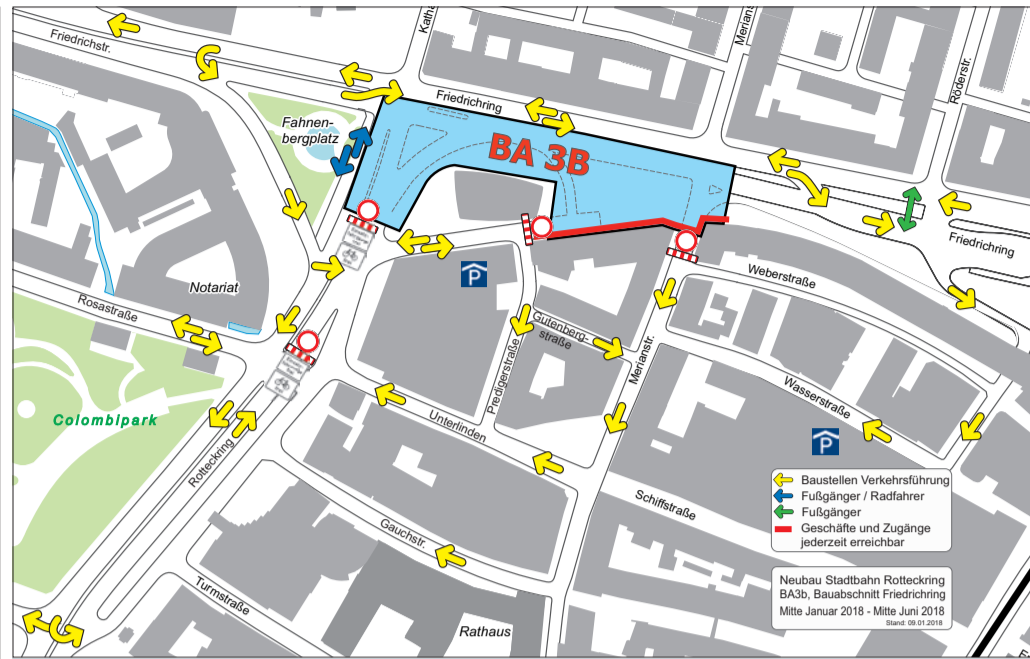 Friedrichstr.
Katha
Merians
Röderstr.
Friedrichring
Fahnen-
bergplatz
BA 3B
Friedrichring
Notariat
Weberstraße
Rosastraße
P
Gutenberg-
straße
Merianstr.
Predigerstraße
Wasserstraße
Colombipark
Unterlinden
P
Rotteckring
Schiffstraße
Gauchstr.
Turmstraße
Rathaus
Baustellen Verkehrsführung
Fußgänger / Radfahrer
Fußgänger
Geschäfte und Zugänge
jederzeit erreichbar
Neubau Stadtbahn Rotteckring
BA3b, Bauabschnitt Friedrichring
Mitte Januar 2018 - Mitte Juni 2018
Stand: 09.01.2018